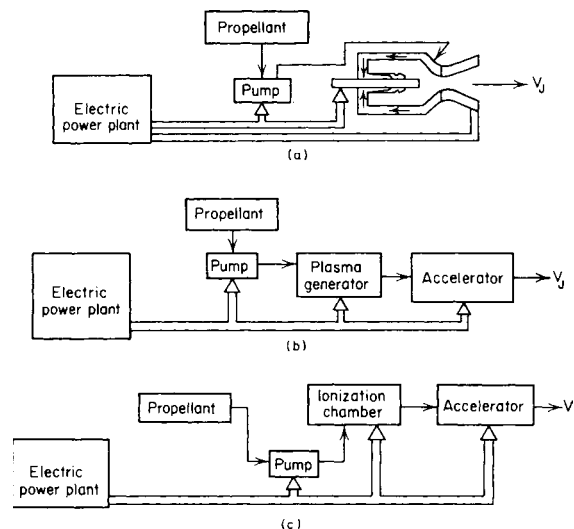 Propellant
Pump
Electric
power plant
V_J
(a)
Propellant
Pump
Plasma
generator
Accelerator
V_J
Electric
power plant
(b)
Propellant
Ionization
chamber
Accelerator
V
Pump
Electric
power plant
(c)